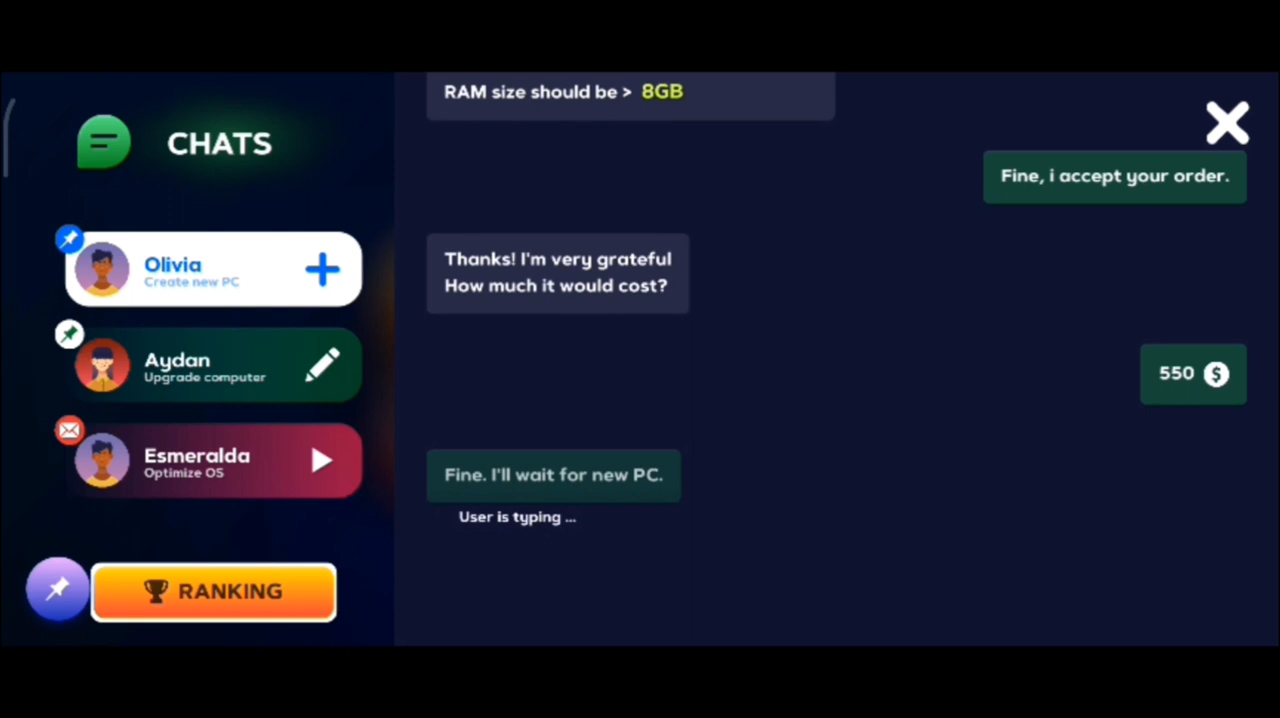 CHATS
Olivia
Create new PC
Aydan
Upgrade computer
Esmeralda
Optimize OS
RANKING
RAM size should be > 8GB
Fine, i accept your order.
Thanks! I'm very grateful
How much it would cost?
550 $
Fine. I'll wait for new PC.
User is typing ...